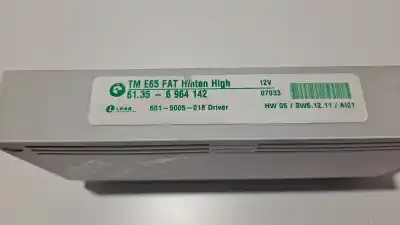 TM E65 FAT Hinten High 12V
61.35 - 6 964 142 07033
LEAR 601-5005-018 Driver HW 05 / SW6.12.11 / AI01